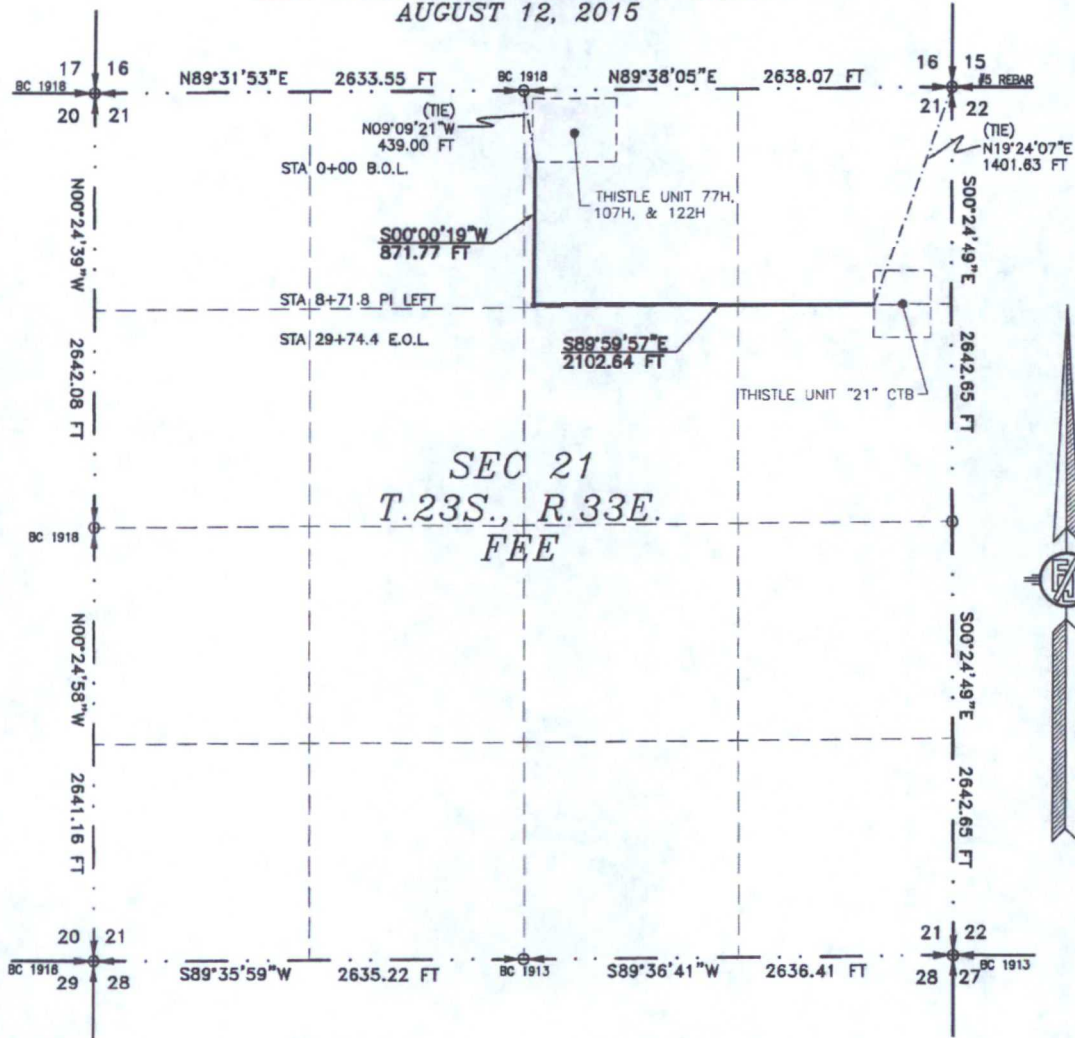 AUGUST 12, 2015
17 16
16 15
BC 1918
N89°31'53"E 2633.55 FT
BC 1918
N89°38'05"E 2638.07 FT
#5 REBAR
20 21
21 22
(TIE)
N09°09'21"W
439.00 FT
(TIE)
N19°24'07"E
1401.63 FT
STA 0+00 B.O.L.
THISTLE UNIT 77H,
107H, & 122H
N00°24'39"W 2642.08 FT
S00°24'49"E 2642.65 FT
S00°00'19"W
871.77 FT
STA 8+71.8 PI LEFT
STA 29+74.4 E.O.L.
S89°59'57"E
2102.64 FT
THISTLE UNIT "21" CTB
SEC 21
T.23S., R.33E.
FEE
BC 1918
N00°24'58"W 2641.16 FT
S00°24'49"E 2642.65 FT
20 21
21 22
BC 1918
S89°35'59"W 2635.22 FT
BC 1913
S89°36'41"W 2636.41 FT
BC 1913
29 28
28 27